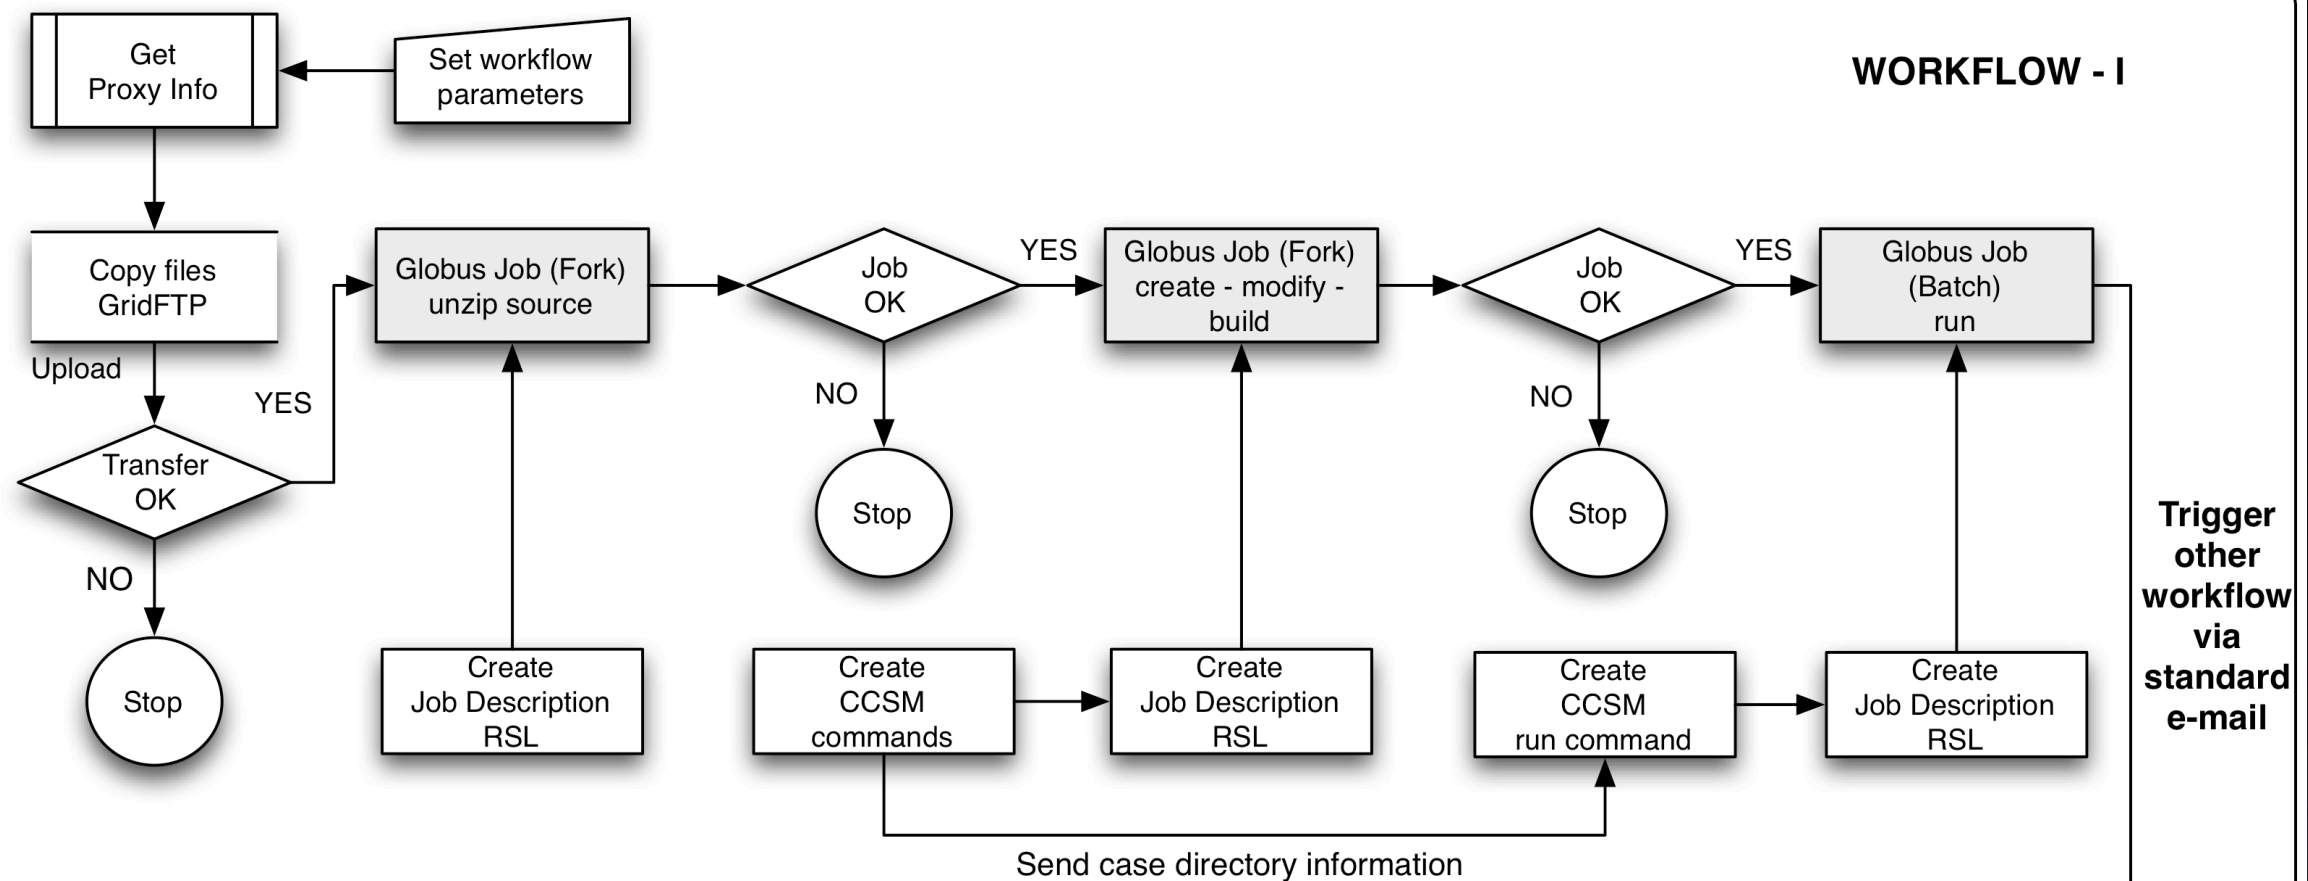 Get
Proxy Info
Set workflow
parameters
WORKFLOW - I
Copy files
GridFTP
Upload
YES
Transfer
OK
NO
Stop
Globus Job (Fork)
unzip source
Create
Job Description
RSL
Job
OK
YES
NO
Stop
Globus Job (Fork)
create - modify -
build
Create
CCSM
commands
Create
Job Description
RSL
Job
OK
YES
NO
Stop
Globus Job
(Batch)
run
Create
CCSM
run command
Create
Job Description
RSL
Send case directory information
Trigger
other
workflow
via
standard
e-mail